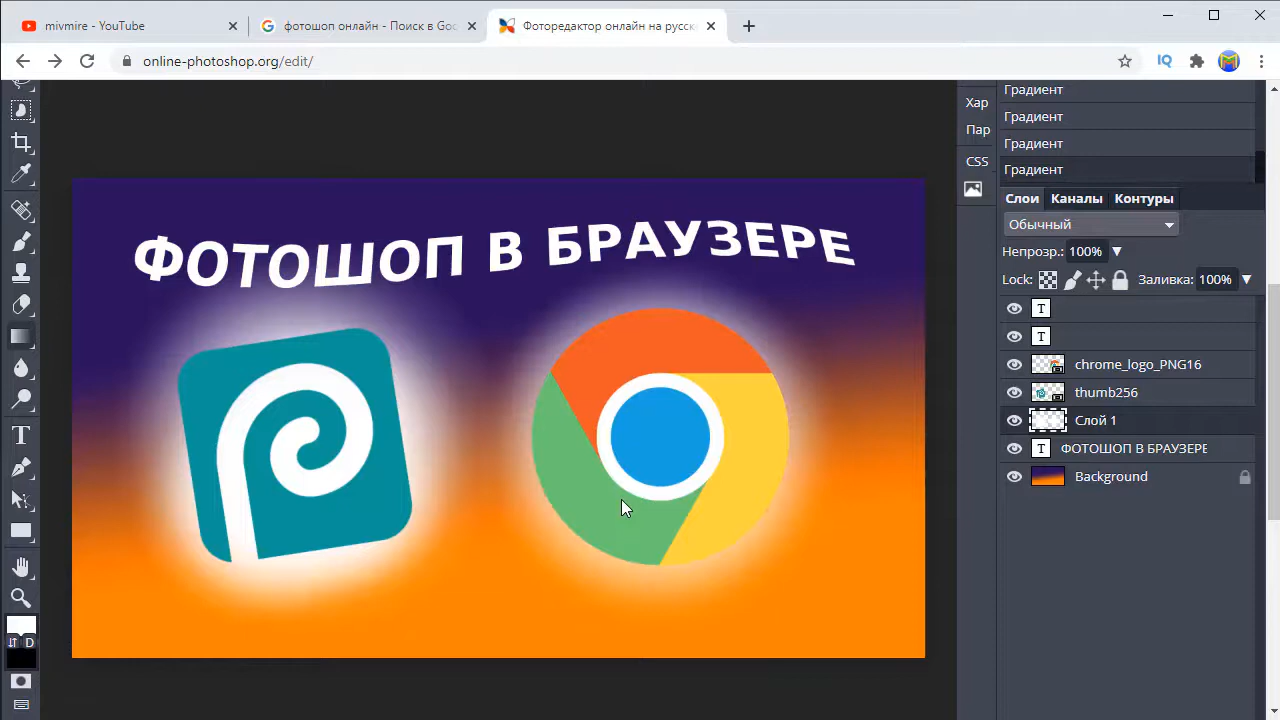 mivmire - YouTube
фотошоп онлайн - Поиск в Goo
Фоторедактор онлайн на русск
online-photoshop.org/edit/
IQ
Градиент
Градиент
Градиент
Градиент
Хар
Пар
CSS
Слои Каналы Контуры
Обычный
Непрозр.: 100%
Lock: Заливка: 100%
T
T
chrome_logo_PNG16
thumb256
Слой 1
T ФОТОШОП В БРАУЗЕРЕ
Background
ФОТОШОП В БРАУЗЕРЕ
T
D